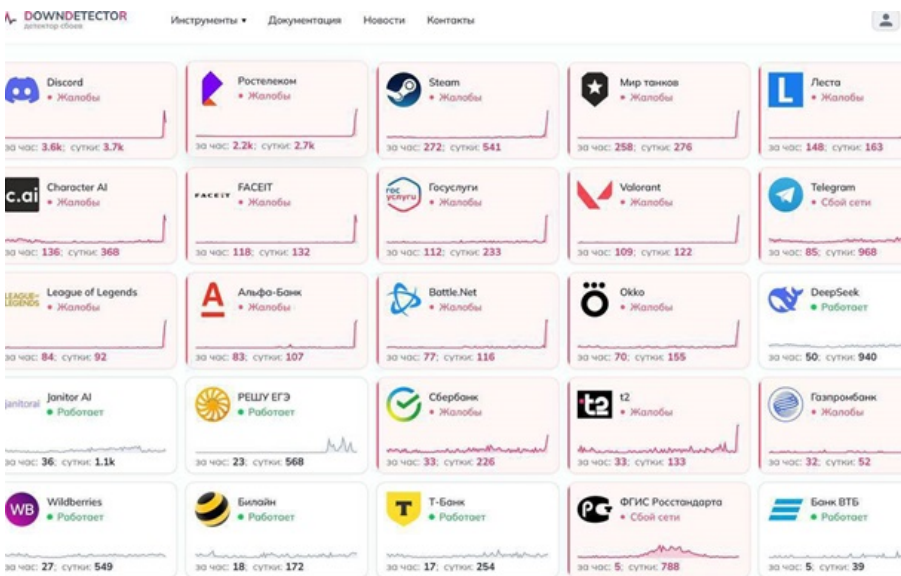 DOWNDETECTOR
детектор сбоев
Инструменты ▾ Документация Новости Контакты
Discord
• Жалобы
за час: 3.6k; сутки: 3.7k
Ростелеком
• Жалобы
за час: 2.2k; сутки: 2.7k
Steam
• Жалобы
за час: 272; сутки: 541
Мир танков
• Жалобы
за час: 258; сутки: 276
L
Леста
• Жалобы
за час: 148; сутки: 163
c.ai
Character AI
• Жалобы
за час: 136; сутки: 368
FACEIT
FACEIT
• Жалобы
за час: 118; сутки: 132
гос
услуги
Госуслуги
• Жалобы
за час: 112; сутки: 233
Valorant
• Жалобы
за час: 109; сутки: 122
Telegram
• Сбой сети
за час: 85; сутки: 968
LEAGUE OF
LEGENDS
League of Legends
• Жалобы
за час: 84; сутки: 92
А
Альфа-Банк
• Жалобы
за час: 83; сутки: 107
Battle.Net
• Жалобы
за час: 77; сутки: 116
Okko
• Жалобы
за час: 70; сутки: 155
DeepSeek
• Работает
за час: 50; сутки: 940
janitorai
Janitor AI
• Работает
за час: 36; сутки: 1.1k
РЕШУ ЕГЭ
• Работает
за час: 23; сутки: 568
Сбербанк
• Жалобы
за час: 33; сутки: 226
t2
t2
• Жалобы
за час: 33; сутки: 133
Газпромбанк
• Жалобы
за час: 32; сутки: 52
WB
Wildberries
• Работает
за час: 27; сутки: 549
Билайн
• Работает
за час: 18; сутки: 172
Т
Т-Банк
• Работает
за час: 17; сутки: 254
ФГИС Росстандарта
• Сбой сети
за час: 5; сутки: 788
Банк ВТБ
• Работает
за час: 5; сутки: 39